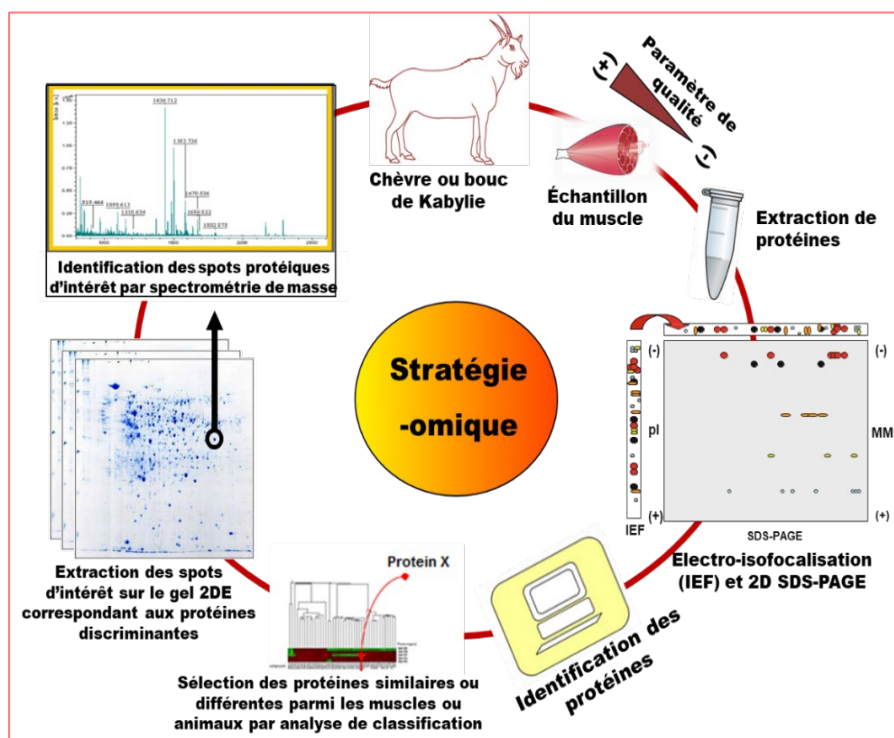 Chèvre ou bouc
de Kabylie
Paramètre de
qualité
(+)
(-)
Échantillon
du muscle
Extraction de
protéines
(-)
(-)
pI
MM
(+)
(+)
IEF
SDS-PAGE
Electro-isofocalisation
(IEF) et 2D SDS-PAGE
Identification des
protéines
Protein X
Sélection des protéines similaires ou
différentes parmi les muscles ou
animaux par analyse de classification
Extraction des spots
d'intérêt sur le gel 2DE
correspondant aux protéines
discriminantes
Identification des spots protéiques
d'intérêt par spectrométrie de masse
Stratégie
-omique